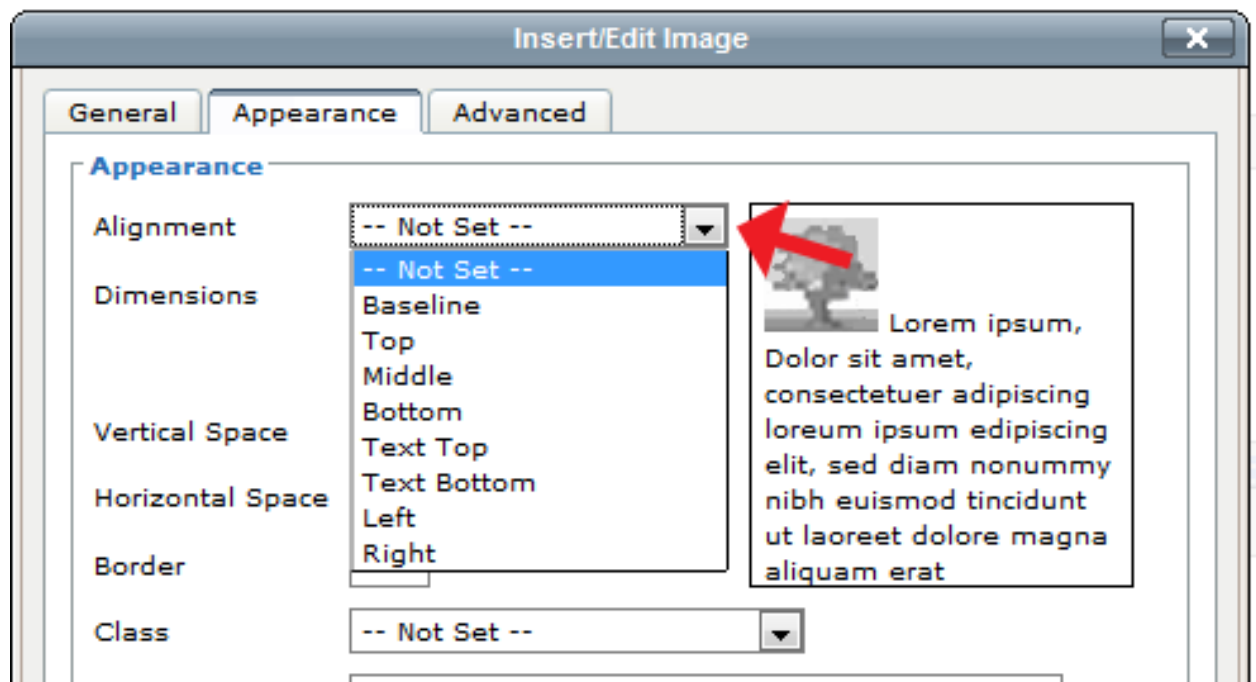 Insert/Edit Image
General
Appearance
Advanced
Appearance
Alignment
-- Not Set --
-- Not Set --
Baseline
Top
Middle
Bottom
Text Top
Text Bottom
Left
Right
Dimensions
Vertical Space
Horizontal Space
Border
Class
-- Not Set --
Lorem ipsum,
Dolor sit amet,
consectetuer adipiscing
loreum ipsum edipiscing
elit, sed diam nonummy
nibh euismod tincidunt
ut laoreet dolore magna
aliquam erat